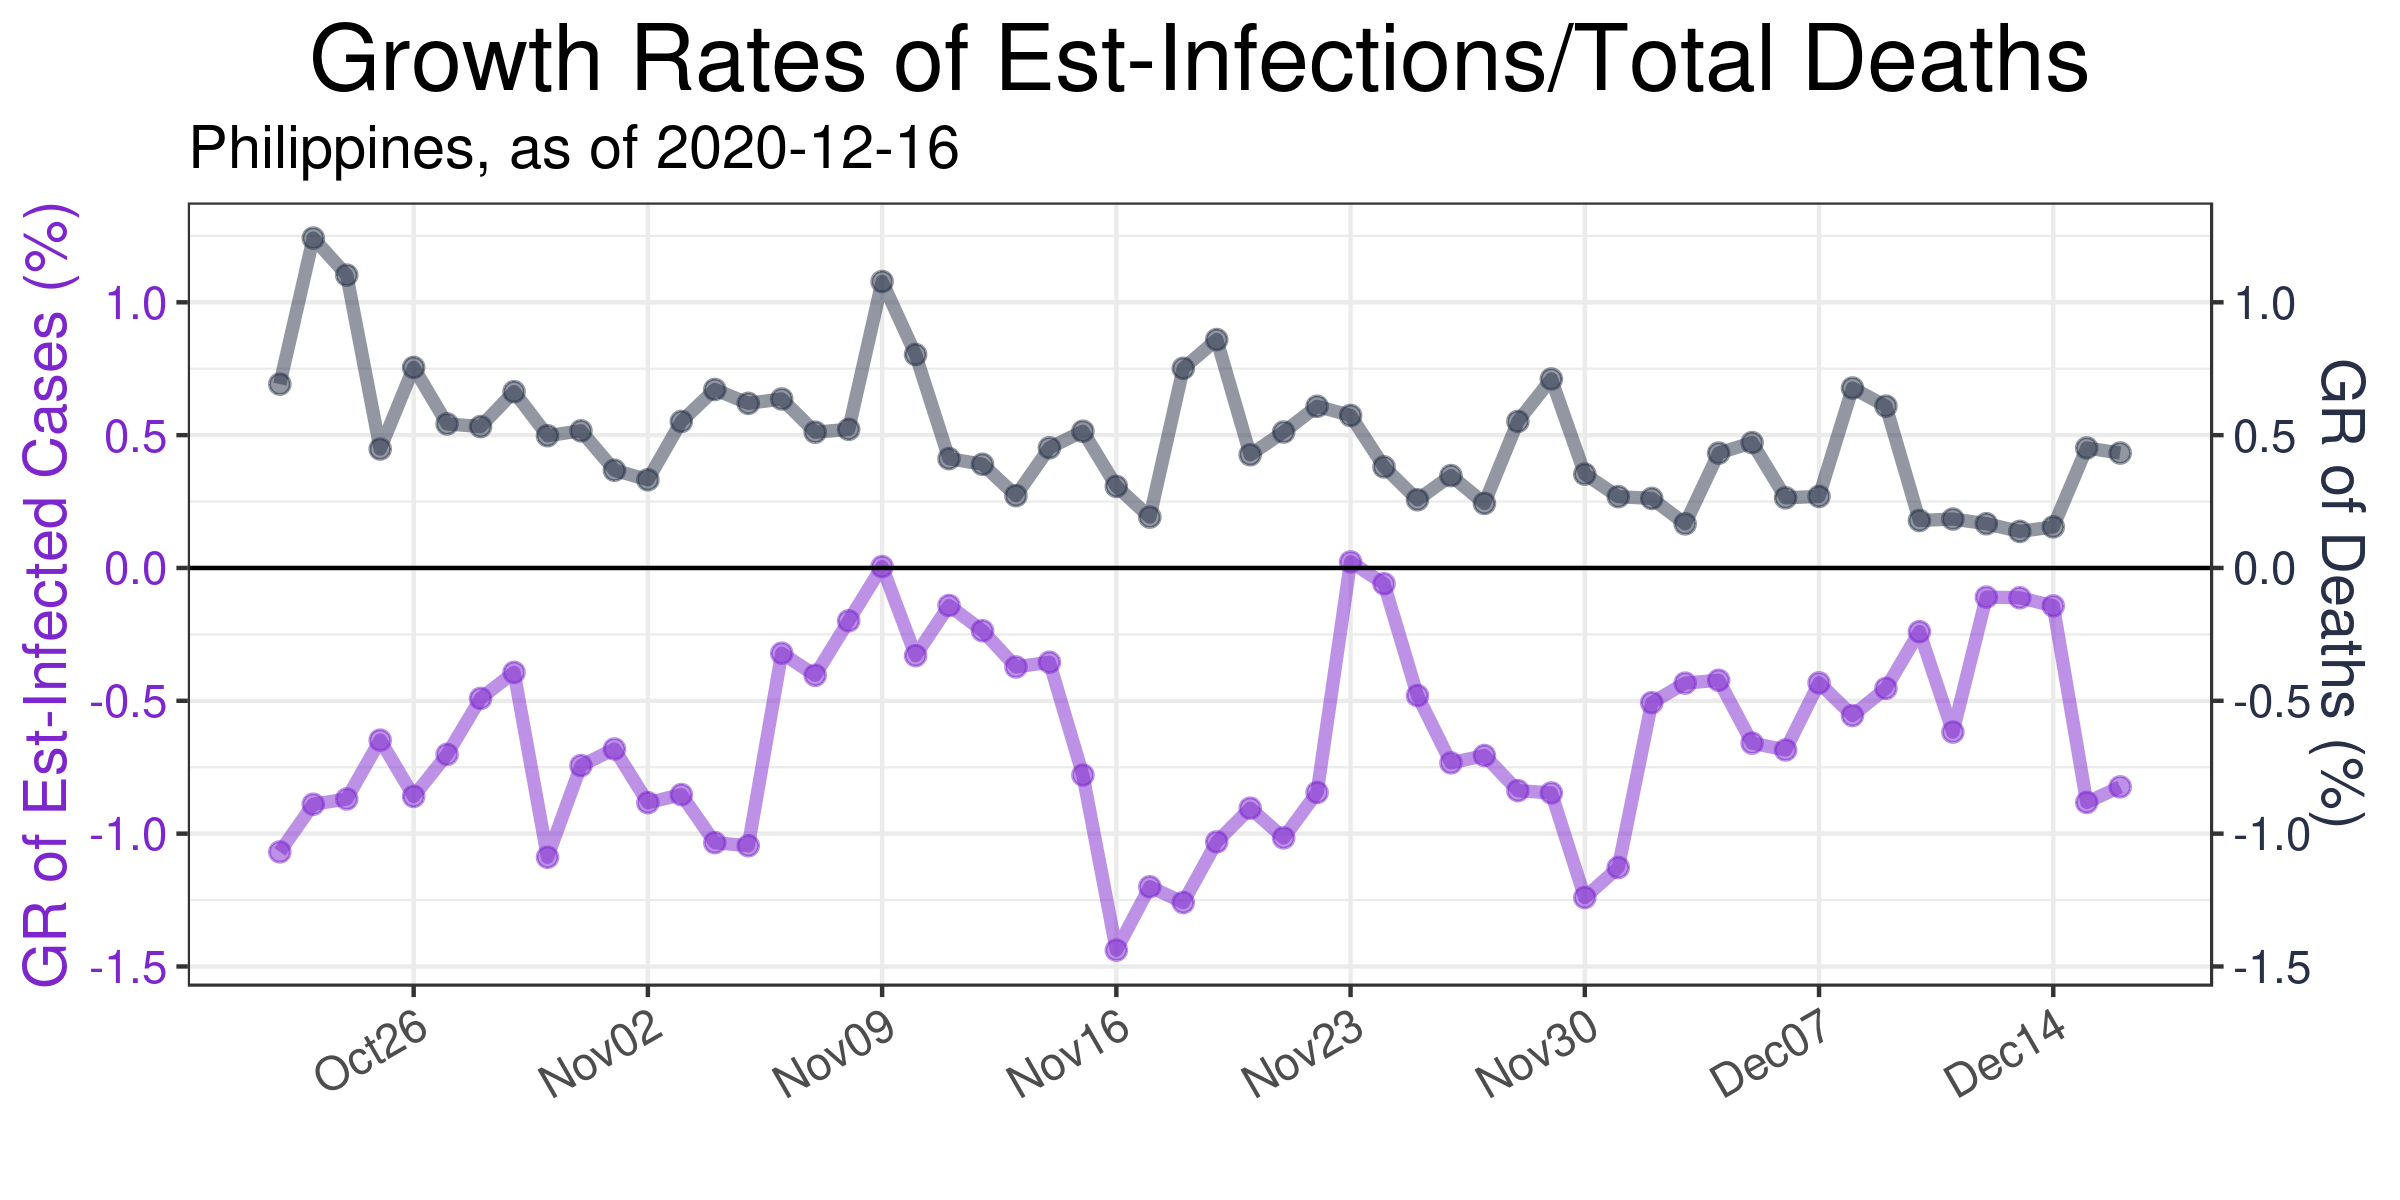 Growth Rates of Est-Infections/Total Deaths
Philippines, as of 2020-12-16
GR of Est-Infected Cases (%)
1.0
0.5
0.0
-0.5
-1.0
-1.5
1.0
0.5
0.0
-0.5
-1.0
-1.5
GR of Deaths (%)
Oct26
Nov02
Nov09
Nov16
Nov23
Nov30
Dec07
Dec14